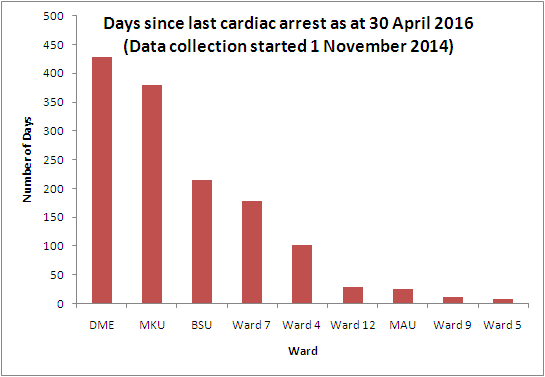 Days since last cardiac arrest as at 30 April 2016
(Data collection started 1 November 2014)
Number of Days
500
450
400
350
300
250
200
150
100
50
0
DME MKU BSU Ward 7 Ward 4 Ward 12 MAU Ward 9 Ward 5
Ward